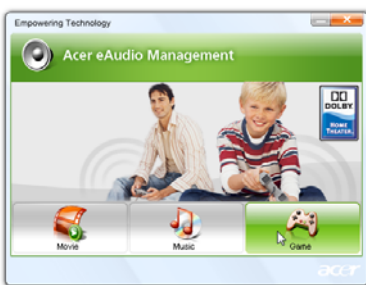 Empowering Technology
Acer eAudio Management
DOLBY
HOME
THEATER
Movie
Music
Game
acer